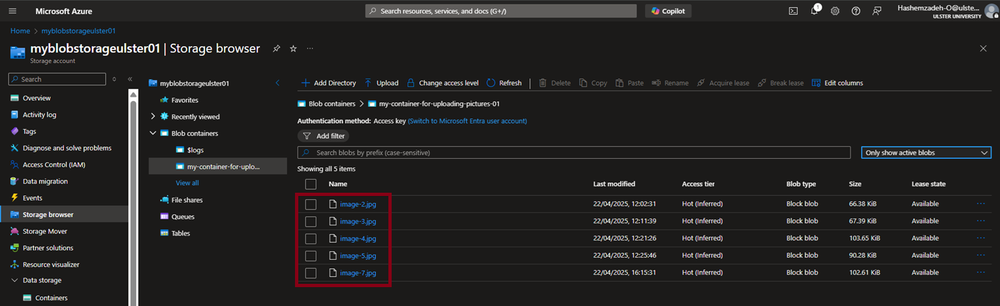 Microsoft Azure
Search resources, services, and docs (G+/)
Copilot
1
Hashemzadeh-O@ulste...
ULSTER UNIVERSITY
Home > myblobstorageulster01
myblobstorageulster01 | Storage browser
Storage account
Search
Overview
Activity log
Tags
Diagnose and solve problems
Access Control (IAM)
Data migration
Events
Storage browser
Storage Mover
Partner solutions
Resource visualizer
Data storage
Containers
myblobstorageulster01
Favorites
Recently viewed
Blob containers
$logs
my-container-for-uplo...
View all
File shares
Queues
Tables
Add Directory Upload Change access level Refresh Delete Copy Paste Rename Acquire lease Break lease Edit columns
Blob containers > my-container-for-uploading-pictures-01
Authentication method: Access key (Switch to Microsoft Entra user account)
Add filter
Search blobs by prefix (case-sensitive)
Only show active blobs
Showing all 5 items
Name Last modified Access tier Blob type Size Lease state
image-2.jpg 22/04/2025, 12:02:31 Hot (Inferred) Block blob 66.38 KiB Available
image-3.jpg 22/04/2025, 12:11:39 Hot (Inferred) Block blob 67.39 KiB Available
image-4.jpg 22/04/2025, 12:21:26 Hot (Inferred) Block blob 103.65 KiB Available
image-5.jpg 22/04/2025, 12:25:46 Hot (Inferred) Block blob 90.28 KiB Available
image-7.jpg 22/04/2025, 16:15:31 Hot (Inferred) Block blob 102.61 KiB Available